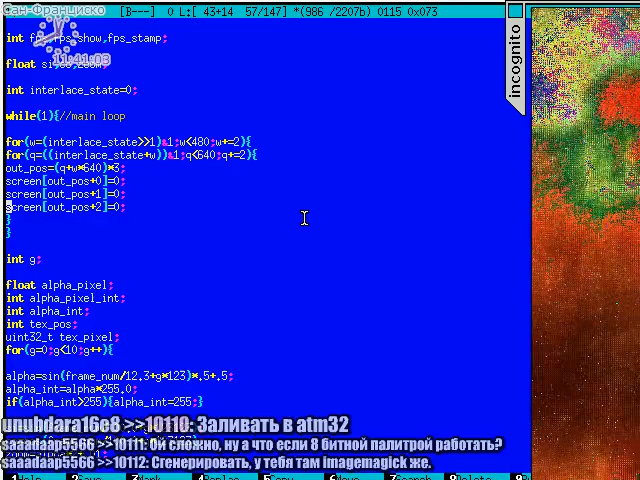 Сан-Франциско
[B---] 0 L:[ 43+14 57/147] *(986 /2207b) 0115 0x073
fps_show,fps_stamp;
11:41:03
float
int interlace_state=0;
while(1){//main loop
for(w=(interlace_state>>1)&1;w<480;w+=2){
for(q=((interlace_state+w))&1;q<640;q+=2){
out_pos=(q+w*640)*3;
screen[out_pos+0]=0;
screen[out_pos+1]=0;
screen[out_pos+2]=0;
}
}
int g;
float alpha_pixel;
int alpha_pixel_int;
int alpha_int;
int tex_pos;
uint32_t tex_pixel;
for(g=0;g<10;g++){
alpha=sin(frame_num/12.3+g*123)*.5+.5;
alpha_int=alpha*255.0;
if(alpha_int>255){alpha_int=255;}
unubdara16e8 >>10110: Заливать в atm32
saaadaap5566 >>10111: Ой сложно, ну а что если 8 битной палитрой работать?
saaadaap5566 >>10112: Сгенерировать, у тебя там imagemagick же.
incognito